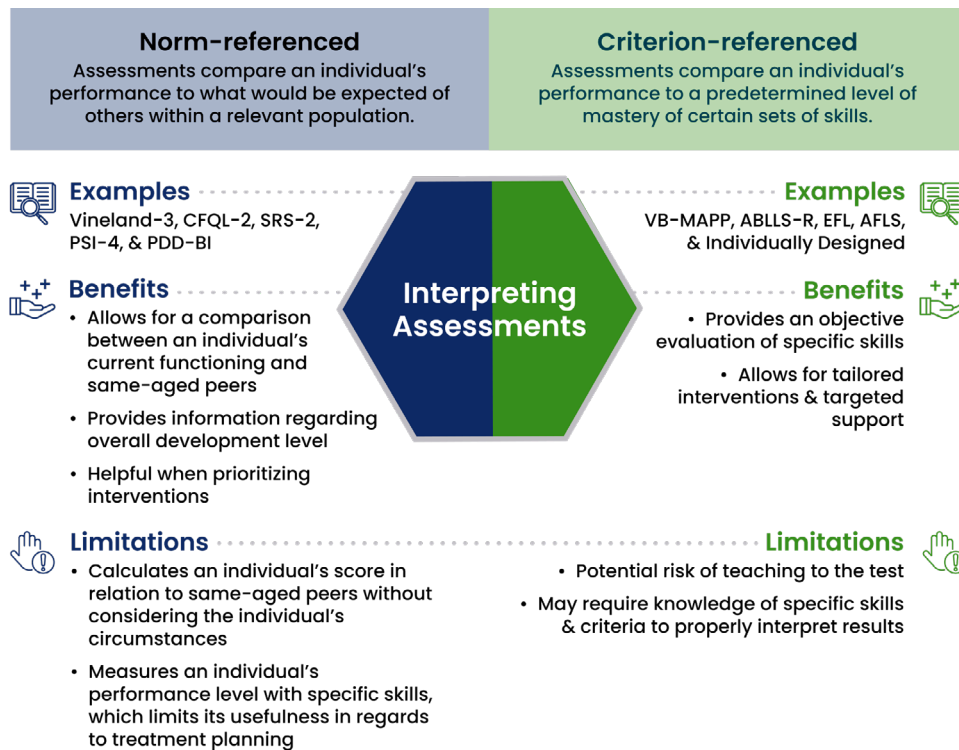 Norm-referenced
Assessments compare an individual's
performance to what would be expected of
others within a relevant population.
Criterion-referenced
Assessments compare an individual's
performance to a predetermined level of
mastery of certain sets of skills.
Interpreting
Assessments
Examples
Vineland-3, CFQL-2, SRS-2,
PSI-4, & PDD-BI
Benefits
• Allows for a comparison
between an individual's
current functioning and
same-aged peers
• Provides information regarding
overall development level
• Helpful when prioritizing
interventions
Limitations
• Calculates an individual's score in
relation to same-aged peers without
considering the individual's
circumstances
• Measures an individual's
performance level with specific skills,
which limits its usefulness in regards
to treatment planning
Examples
VB-MAPP, ABLLS-R, EFL, AFLS,
& Individually Designed
Benefits
• Provides an objective
evaluation of specific skills
• Allows for tailored
interventions & targeted
support
Limitations
• Potential risk of teaching to the test
• May require knowledge of specific skills
& criteria to properly interpret results